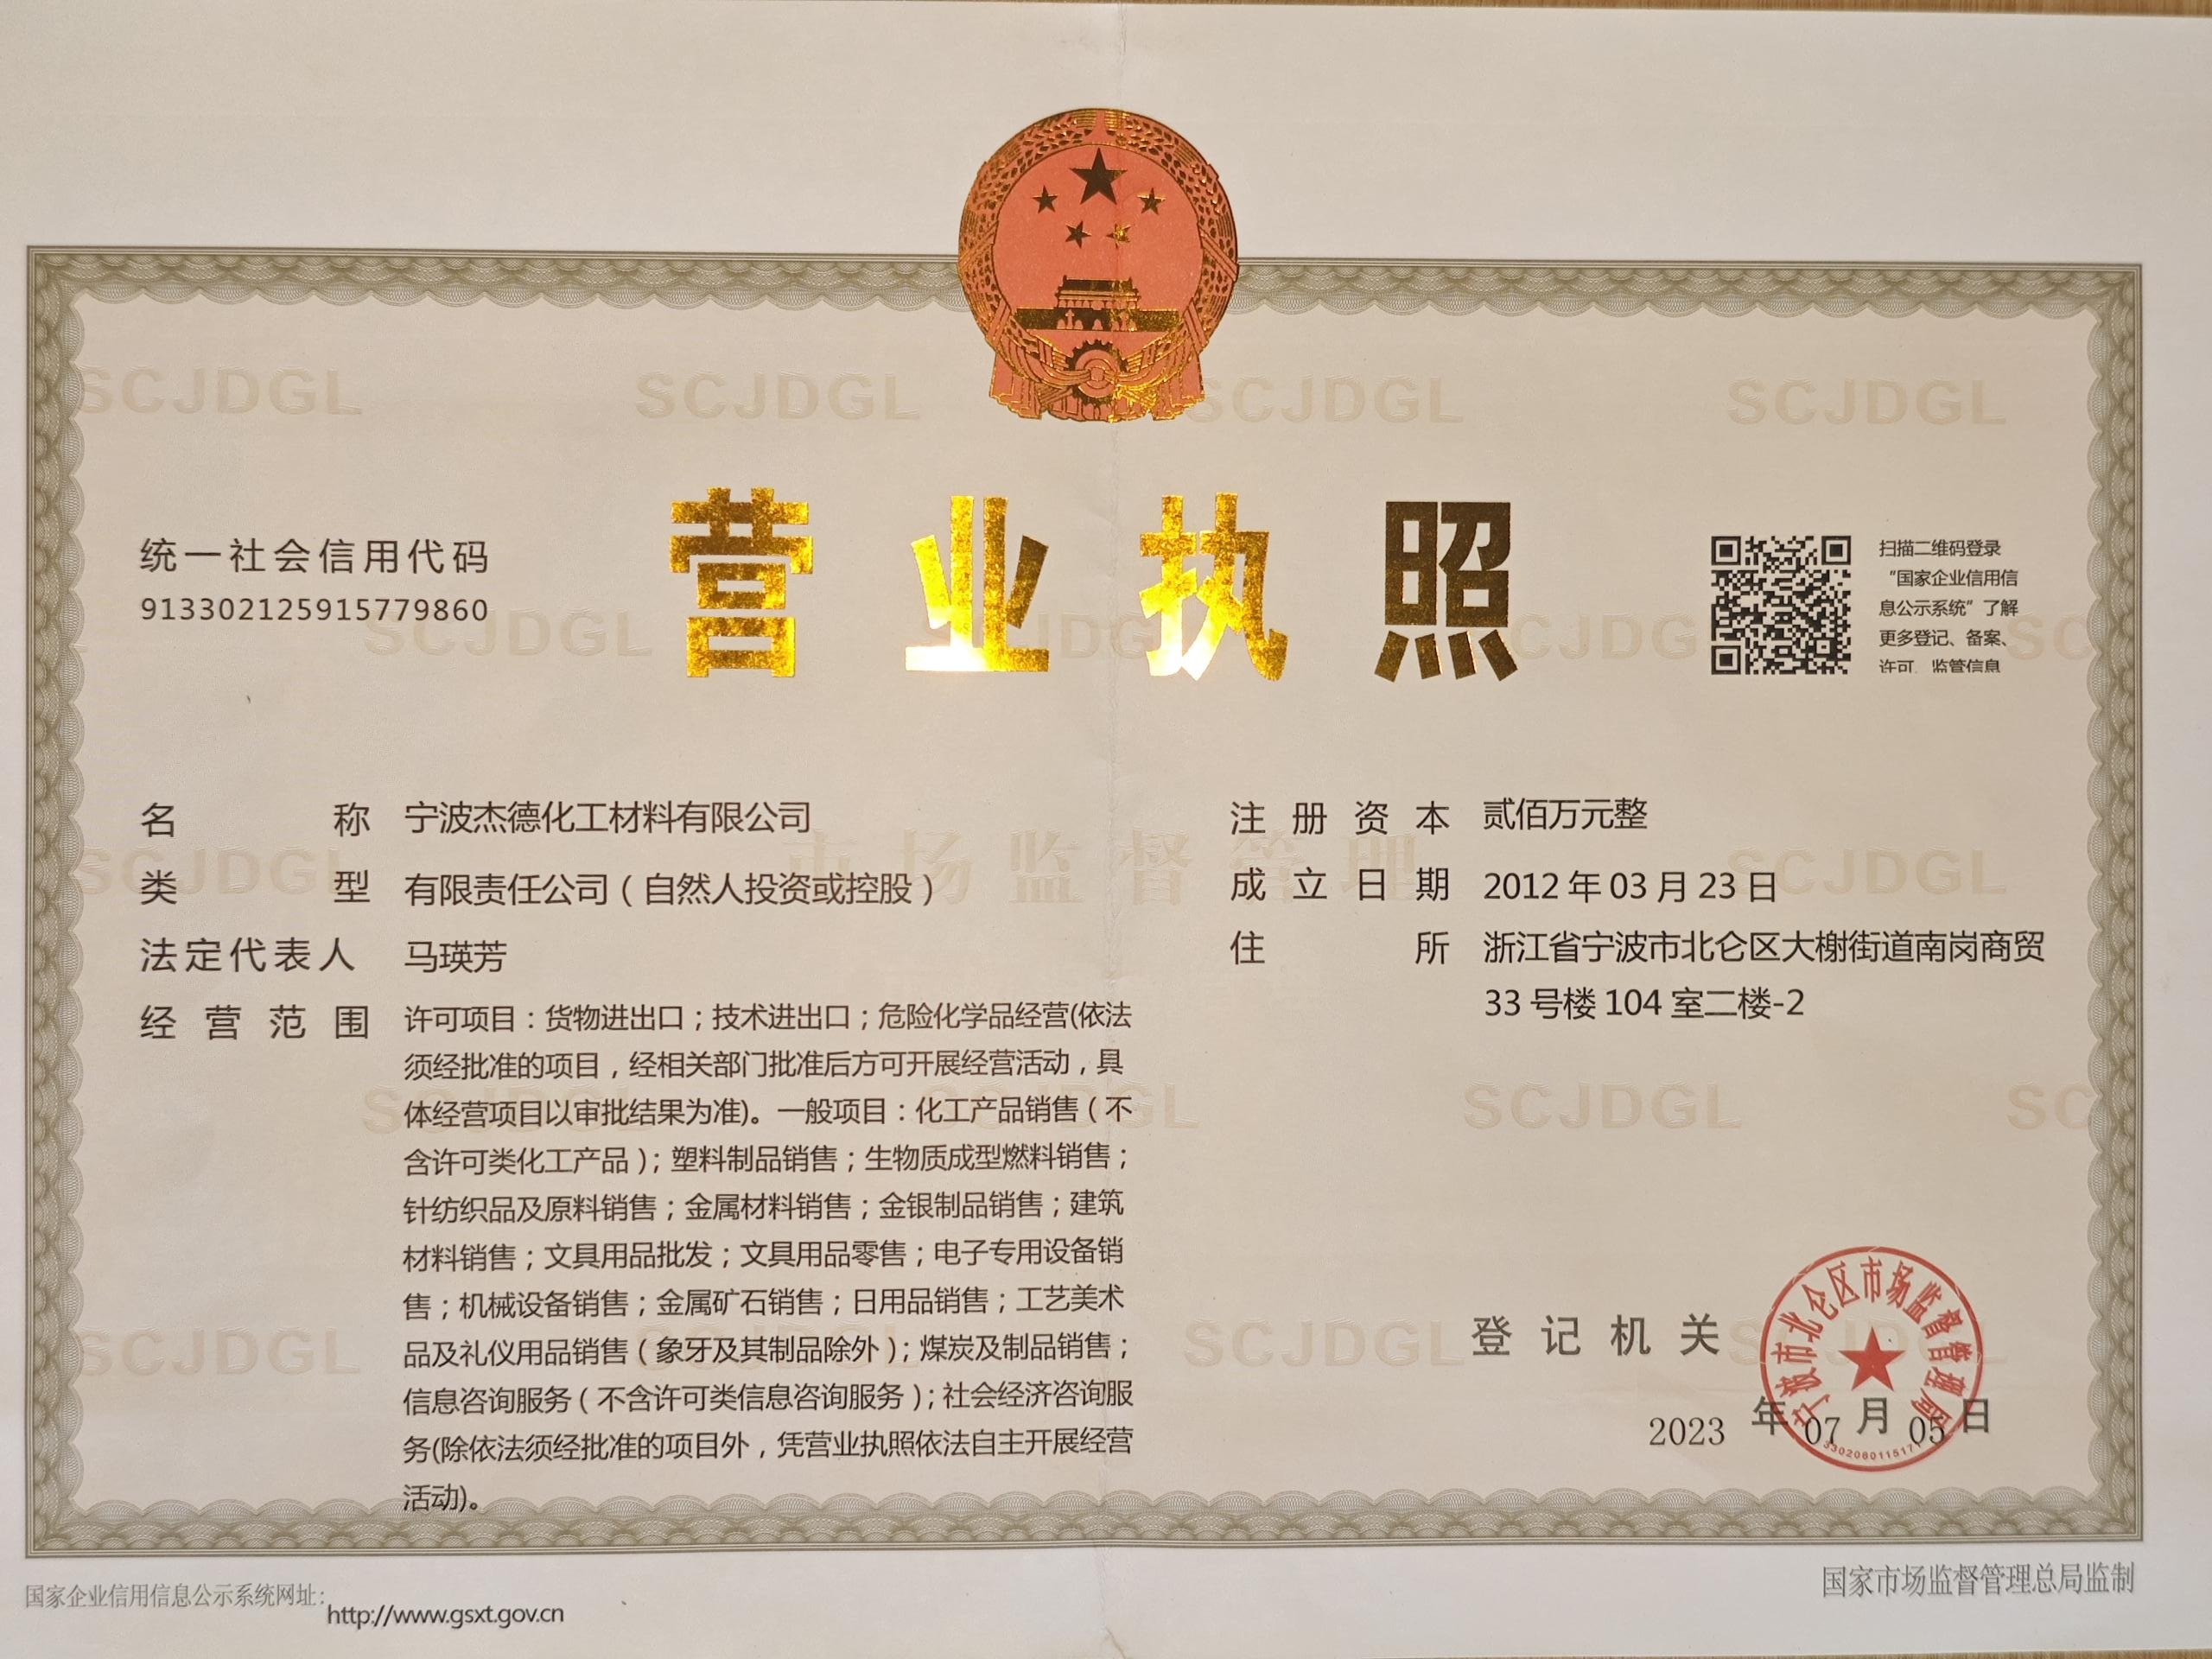 营业执照
统一社会信用代码
913302125915779860
扫描二维码登录
“国家企业信用信
息公示系统”了解
更多登记、备案、
许可、监管信息
名称 宁波杰德化工材料有限公司
类型 有限责任公司（自然人投资或控股）
法定代表人 马瑛芳
经营范围 许可项目：货物进出口；技术进出口；危险化学品经营(依法
须经批准的项目，经相关部门批准后方可开展经营活动，具
体经营项目以审批结果为准)。一般项目：化工产品销售（不
含许可类化工产品）；塑料制品销售；生物质成型燃料销售；
针纺织品及原料销售；金属材料销售；金银制品销售；建筑
材料销售；文具用品批发；文具用品零售；电子专用设备销
售；机械设备销售；金属矿石销售；日用品销售；工艺美术
品及礼仪用品销售（象牙及其制品除外）；煤炭及制品销售；
信息咨询服务（不含许可类信息咨询服务）；社会经济咨询服
务(除依法须经批准的项目外，凭营业执照依法自主开展经营
活动)。
注册资本 贰佰万元整
成立日期 2012年03月23日
住所 浙江省宁波市北仑区大榭街道南岗商贸
33号楼104室二楼-2
登记机关
宁波市北仑区市场监督管理局
2023年07月05日
国家企业信用信息公示系统网址：http://www.gsxt.gov.cn
国家市场监督管理总局监制
SCJDGL
市场监督管理